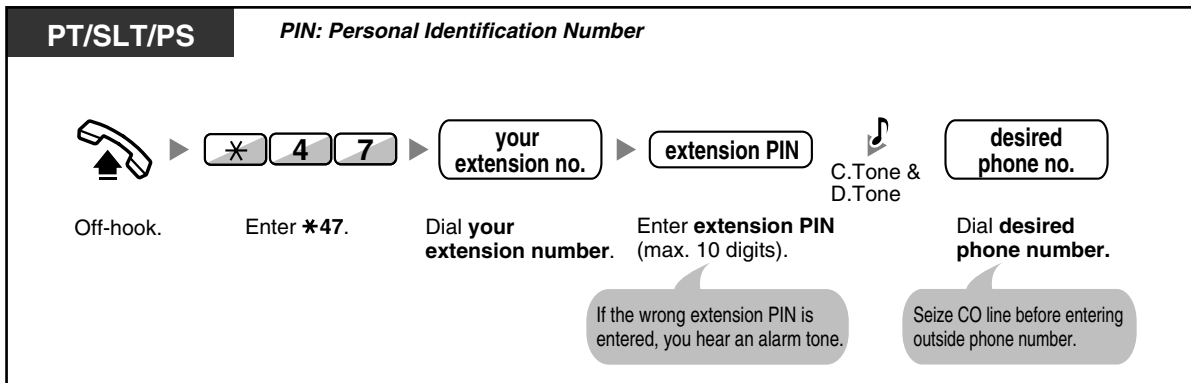 PT/SLT/PS
PIN: Personal Identification Number
✳ 4 7
your
extension no.
extension PIN
C.Tone &
D.Tone
desired
phone no.
Off-hook.
Enter ✳47.
Dial your
extension number.
Enter extension PIN
(max. 10 digits).
Dial desired
phone number.
If the wrong extension PIN is
entered, you hear an alarm tone.
Seize CO line before entering
outside phone number.